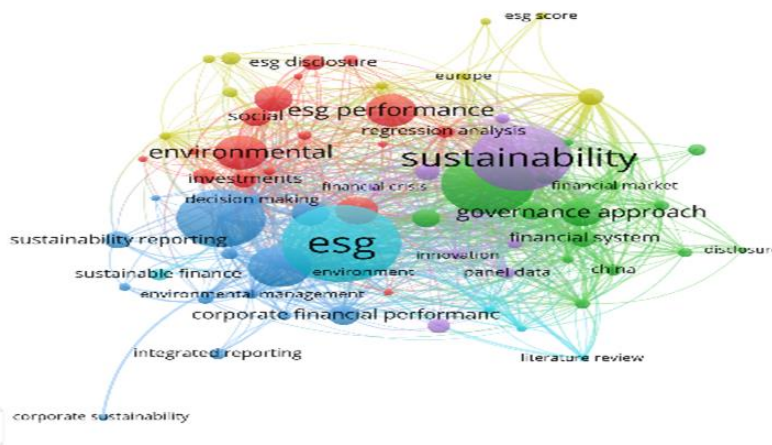 esg score
esg disclosure
europe
social
esg performance
regression analysis
environmental
sustainability
investments
financial crisis
financial market
decision making
governance approach
sustainability reporting
esg
financial system
innovation
disclosure
sustainable finance
environment
panel data
china
environmental management
corporate financial performanc
integrated reporting
literature review
corporate sustainability